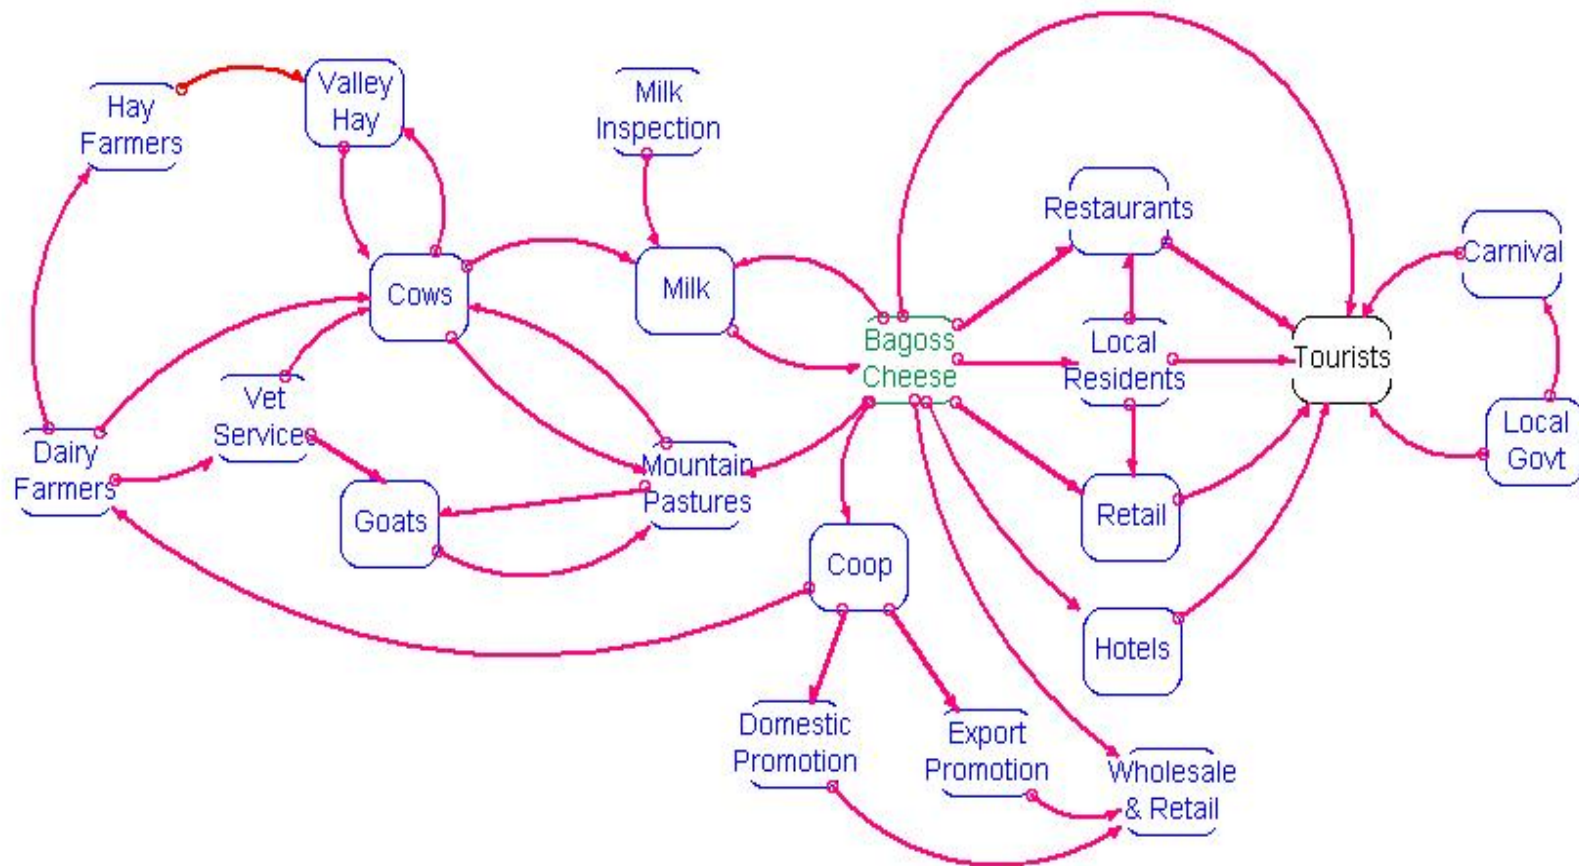 Hay
Farmers
Valley
Hay
Milk
Inspection
Cows
Milk
Restaurants
Carnival
Bagoss
Cheese
Local
Residents
Tourists
Vet
Services
Dairy
Farmers
Goats
Mountain
Pastures
Retail
Local
Govt
Coop
Hotels
Domestic
Promotion
Export
Promotion
Wholesale
& Retail